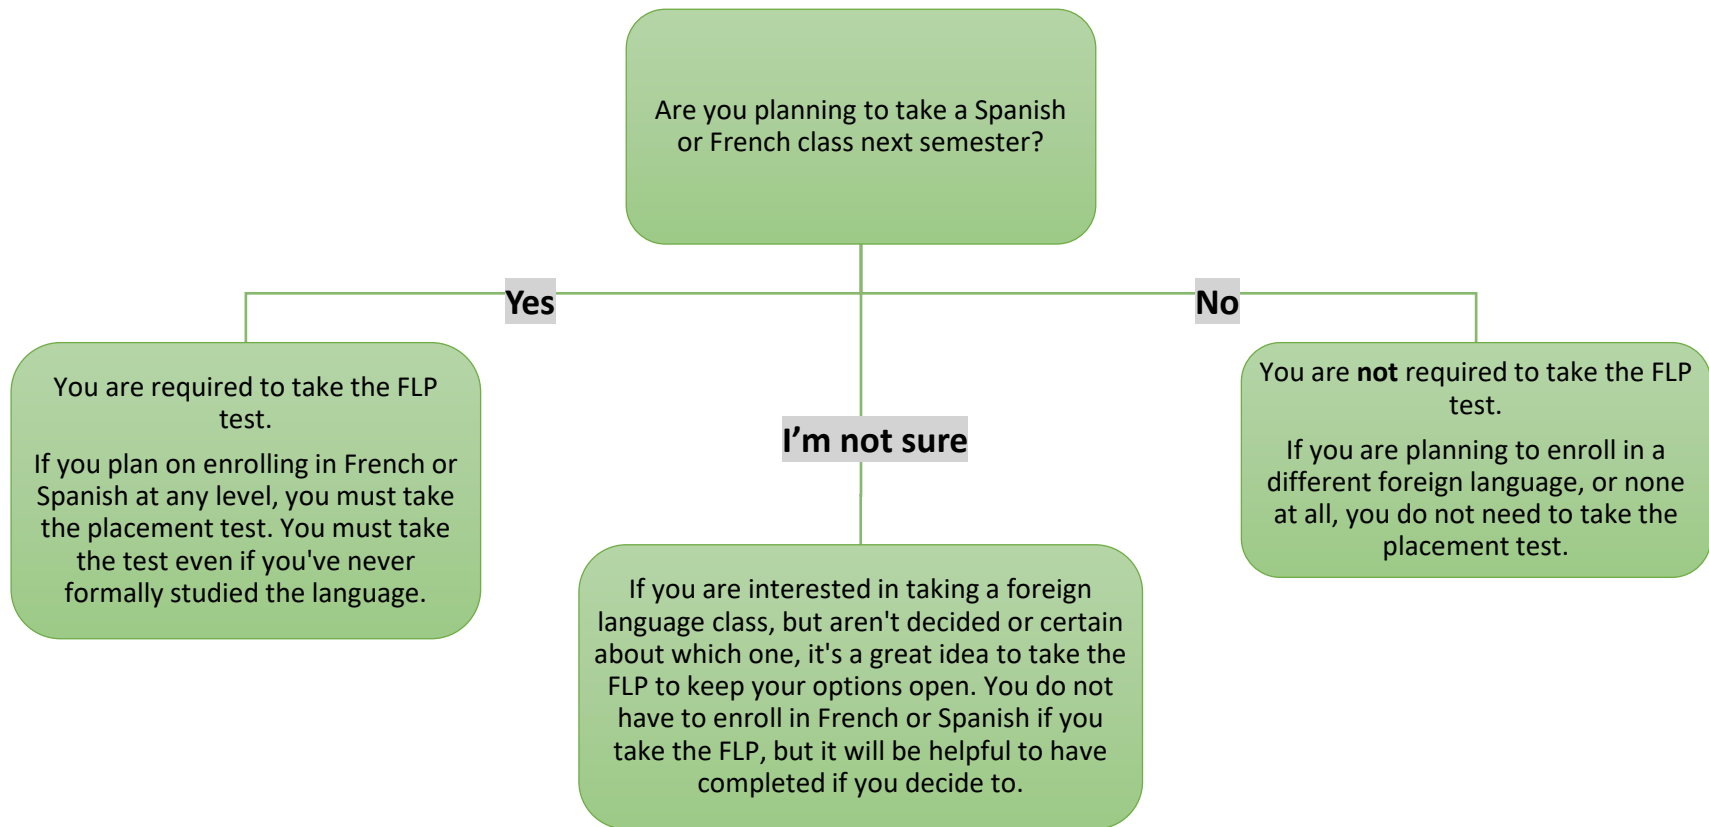 Are you planning to take a Spanish
or French class next semester?
Yes
No
I'm not sure
You are required to take the FLP
test.
If you plan on enrolling in French or
Spanish at any level, you must take
the placement test. You must take
the test even if you've never
formally studied the language.
If you are interested in taking a foreign
language class, but aren't decided or certain
about which one, it's a great idea to take the
FLP to keep your options open. You do not
have to enroll in French or Spanish if you
take the FLP, but it will be helpful to have
completed if you decide to.
You are not required to take the FLP
test.
If you are planning to enroll in a
different foreign language, or none
at all, you do not need to take the
placement test.